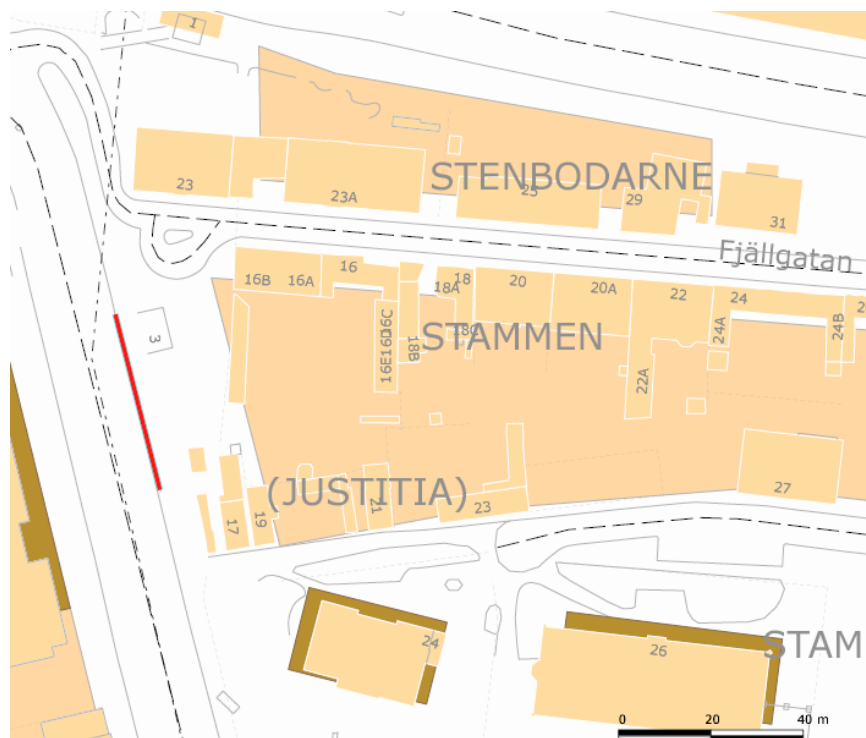 1
23
23A
STENBODARNE
25
29
31
Fjällgatan
16B
16A
16
16C
16D
16E
18A
18
18C
18B
STAMMEN
20
20A
22
22A
24
24A
24B
3
(JUSTITIA)
17
19
21
23
27
24
26
STAM
0 20 40 m